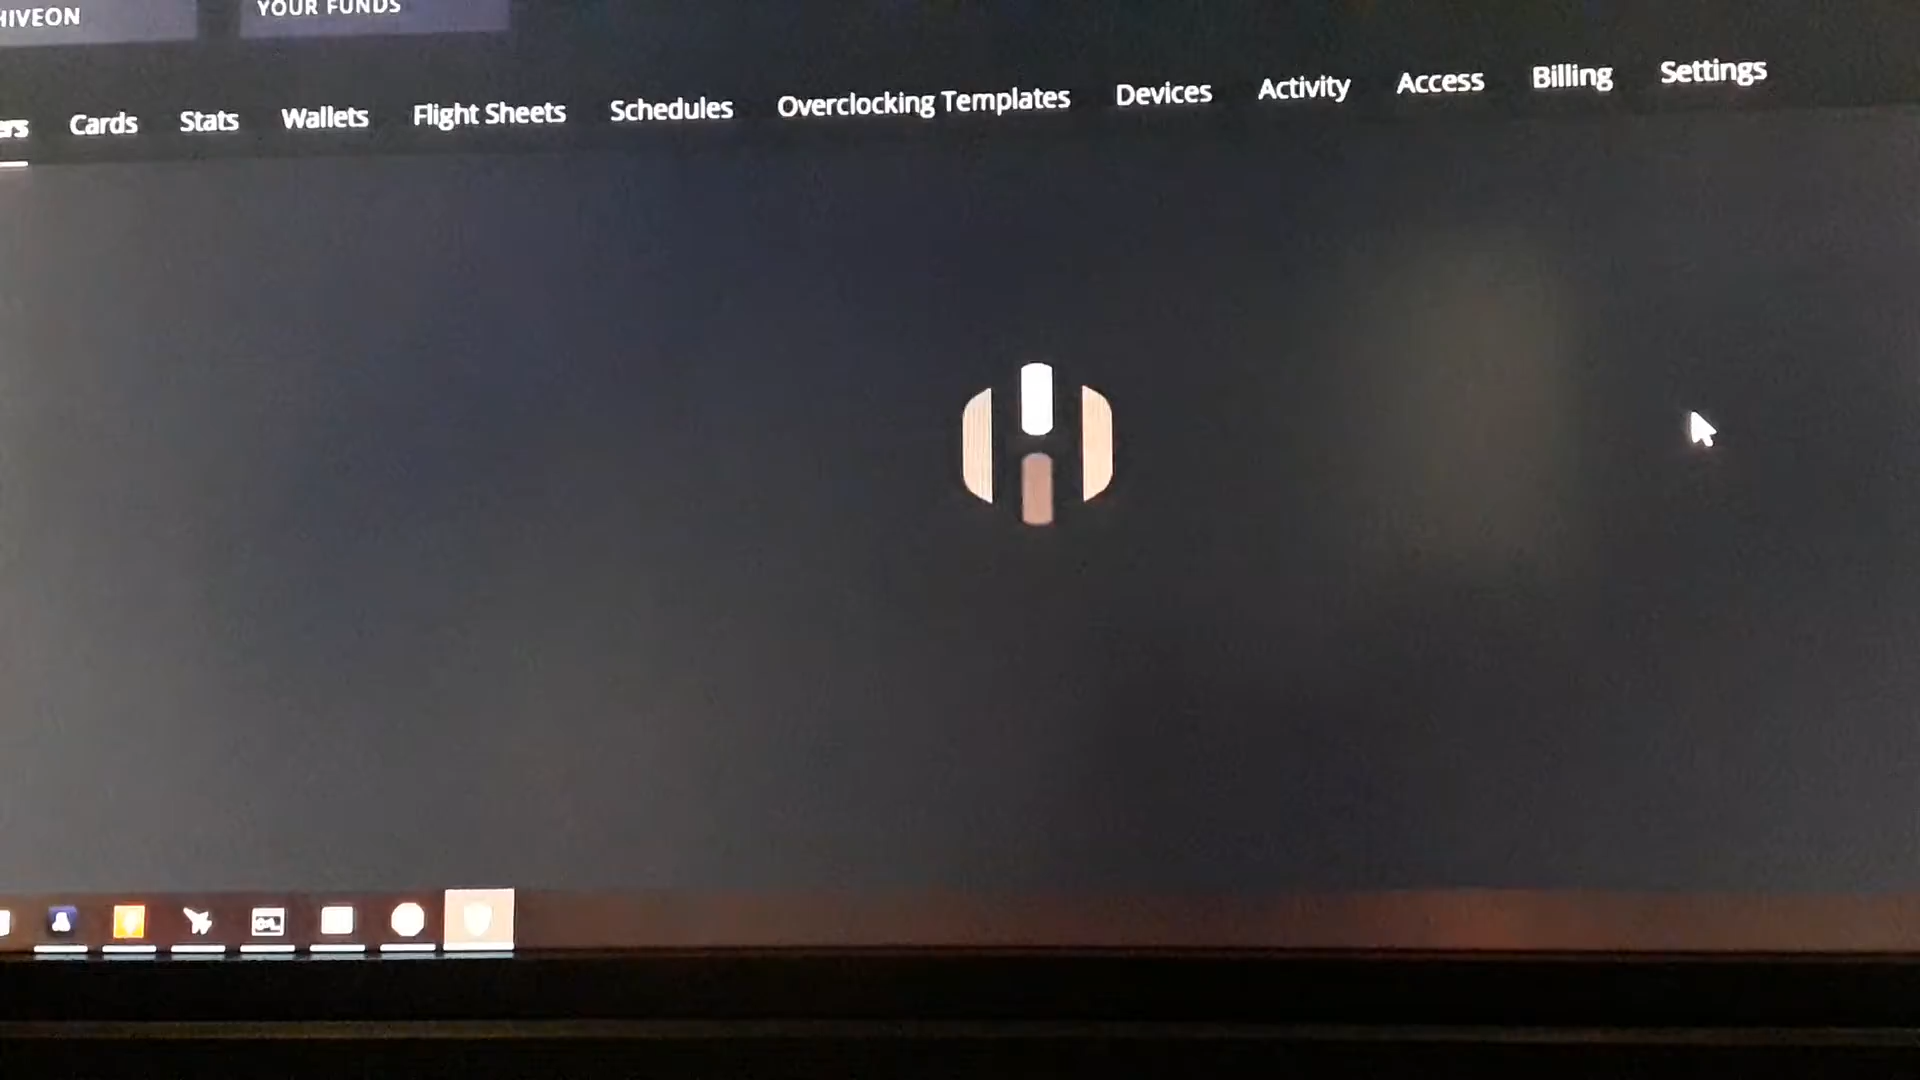 HIVEON
YOUR FUNDS
Cards Stats Wallets Flight Sheets Schedules Overclocking Templates Devices Activity Access Billing Settings